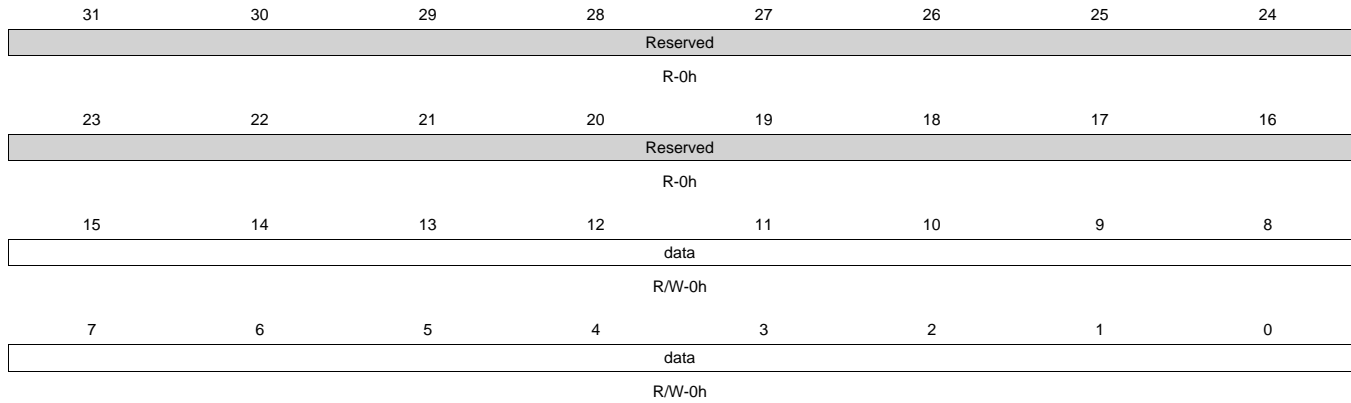 31 30 29 28 27 26 25 24
Reserved
R-0h
23 22 21 20 19 18 17 16
Reserved
R-0h
15 14 13 12 11 10 9 8
data
R/W-0h
7 6 5 4 3 2 1 0
data
R/W-0h